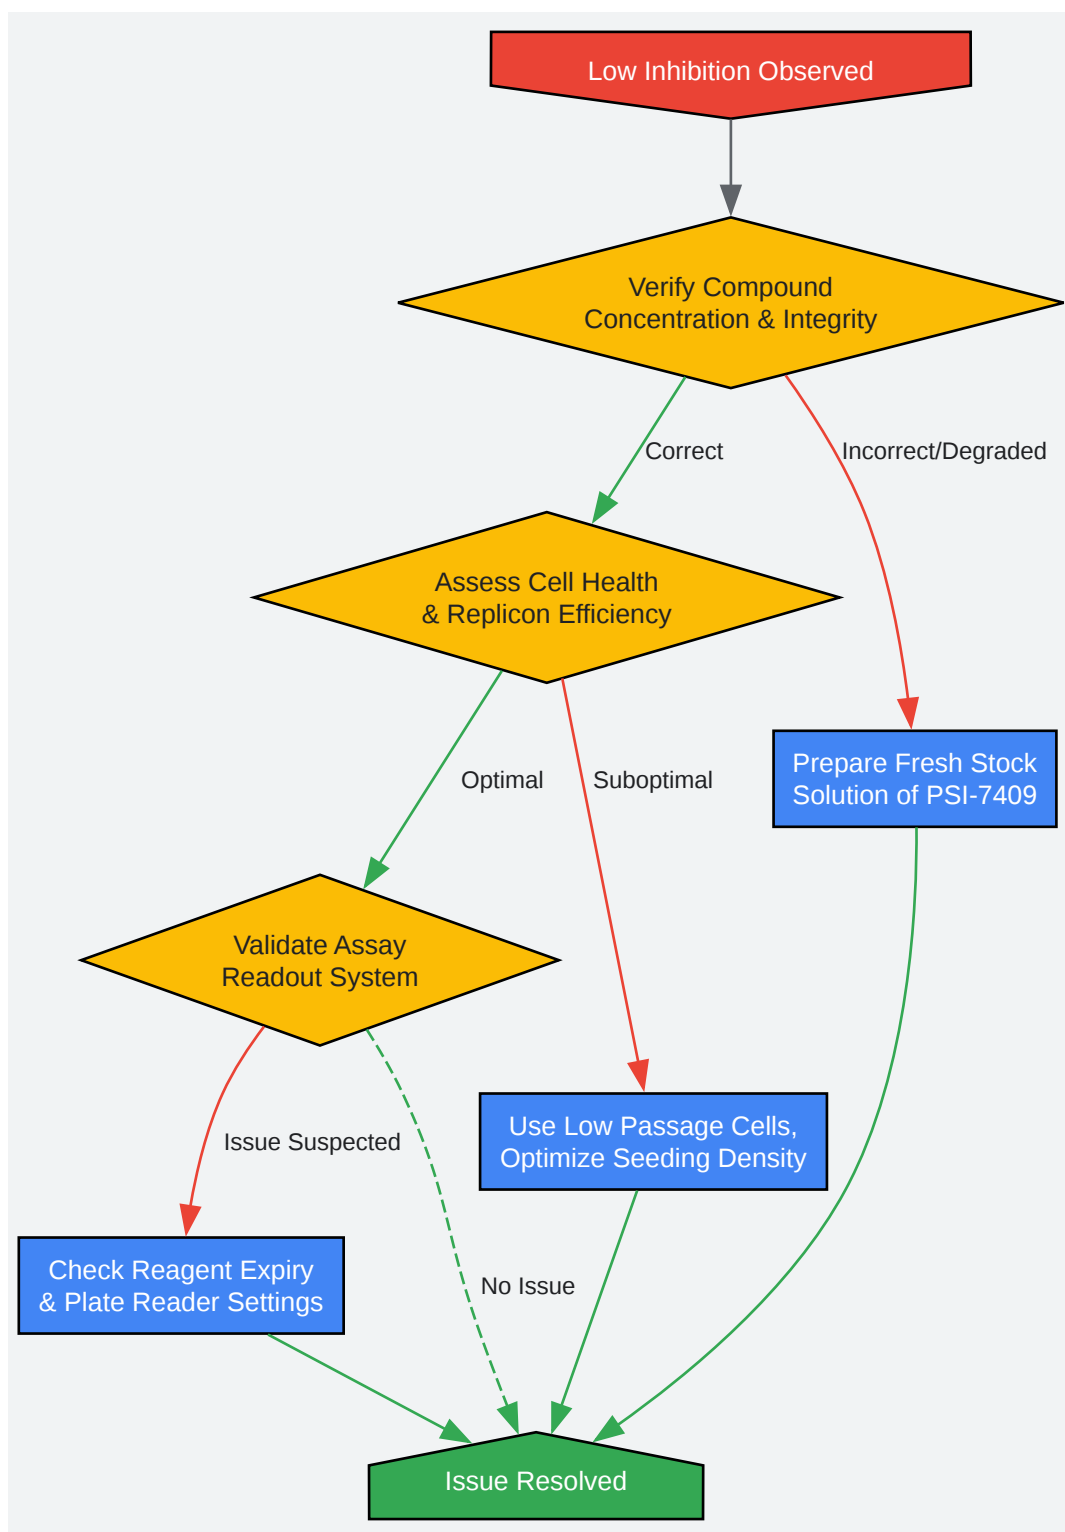 Low Inhibition Observed
Verify Compound
Concentration & Integrity
Correct
Incorrect/Degraded
Assess Cell Health
& Replicon Efficiency
Optimal
Suboptimal
Prepare Fresh Stock
Solution of PSI-7409
Validate Assay
Readout System
Issue Suspected
Use Low Passage Cells,
Optimize Seeding Density
Check Reagent Expiry
& Plate Reader Settings
No Issue
Issue Resolved